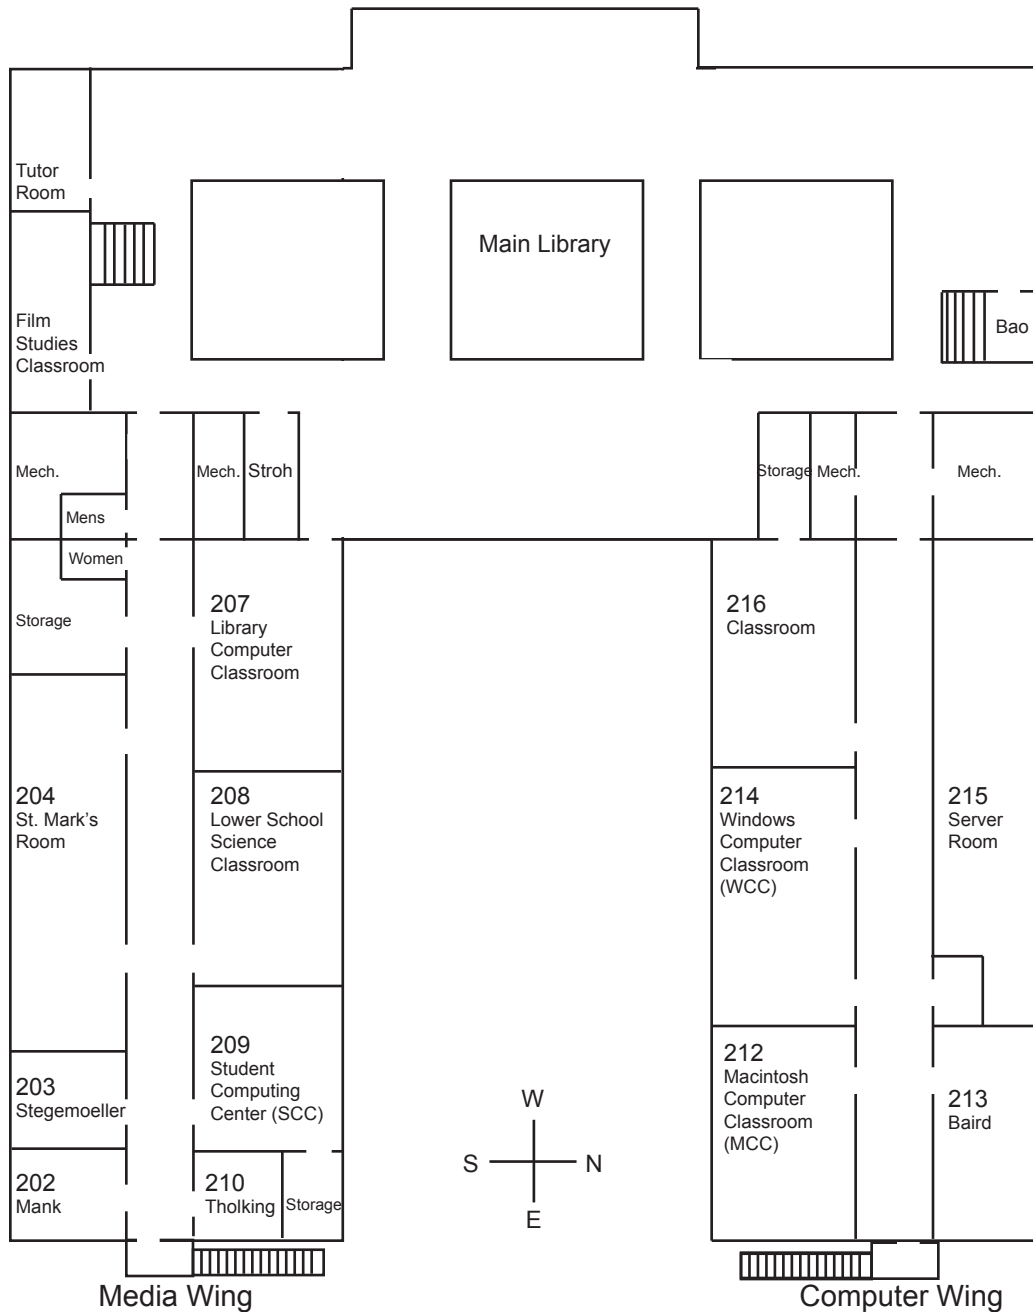 Main Library
Tutor
Room
Film
Studies
Classroom
Bao
Mech.
Mens
Women
Storage
Mech.
Stroh
Storage
Mech.
Mech.
207
Library
Computer
Classroom
216
Classroom
204
St. Mark's
Room
208
Lower School
Science
Classroom
214
Windows
Computer
Classroom
(WCC)
215
Server
Room
203
Stegemoeller
209
Student
Computing
Center (SCC)
212
Macintosh
Computer
Classroom
(MCC)
213
Baird
202
Mank
210
Tholking
Storage
W
S
N
E
Media Wing
Computer Wing